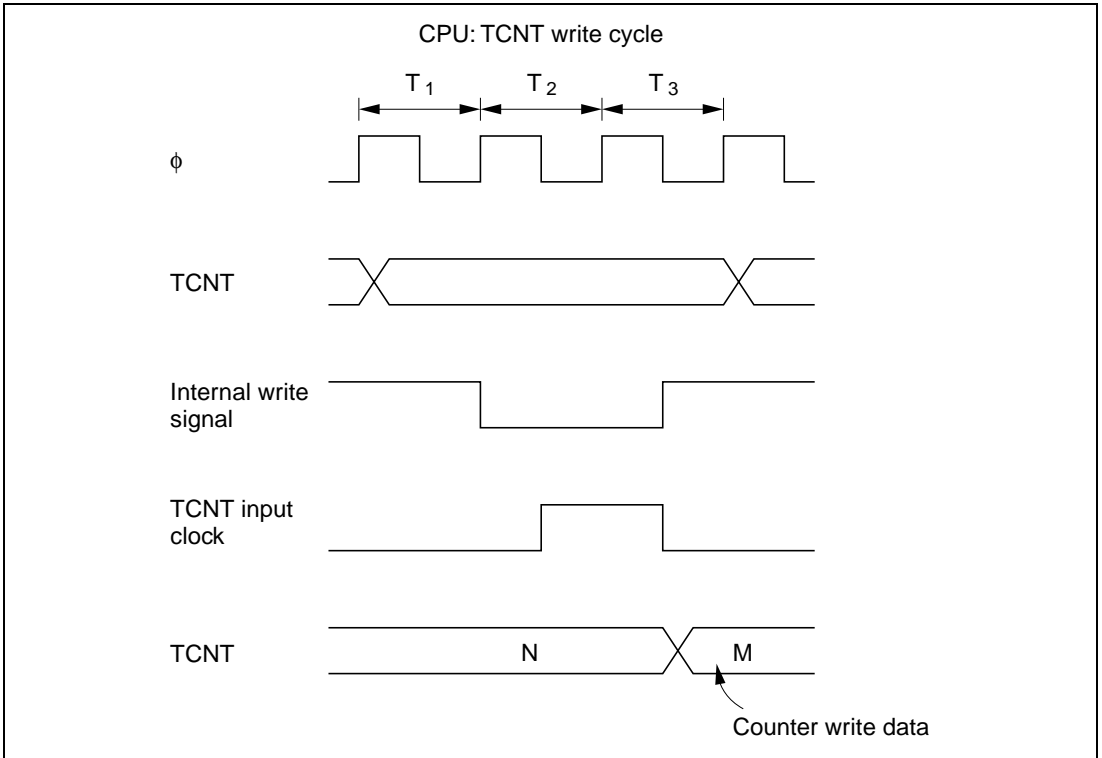 CPU: TCNT write cycle
T1 T2 T3
ϕ
TCNT
Internal write
signal
TCNT input
clock
TCNT
N M
Counter write data